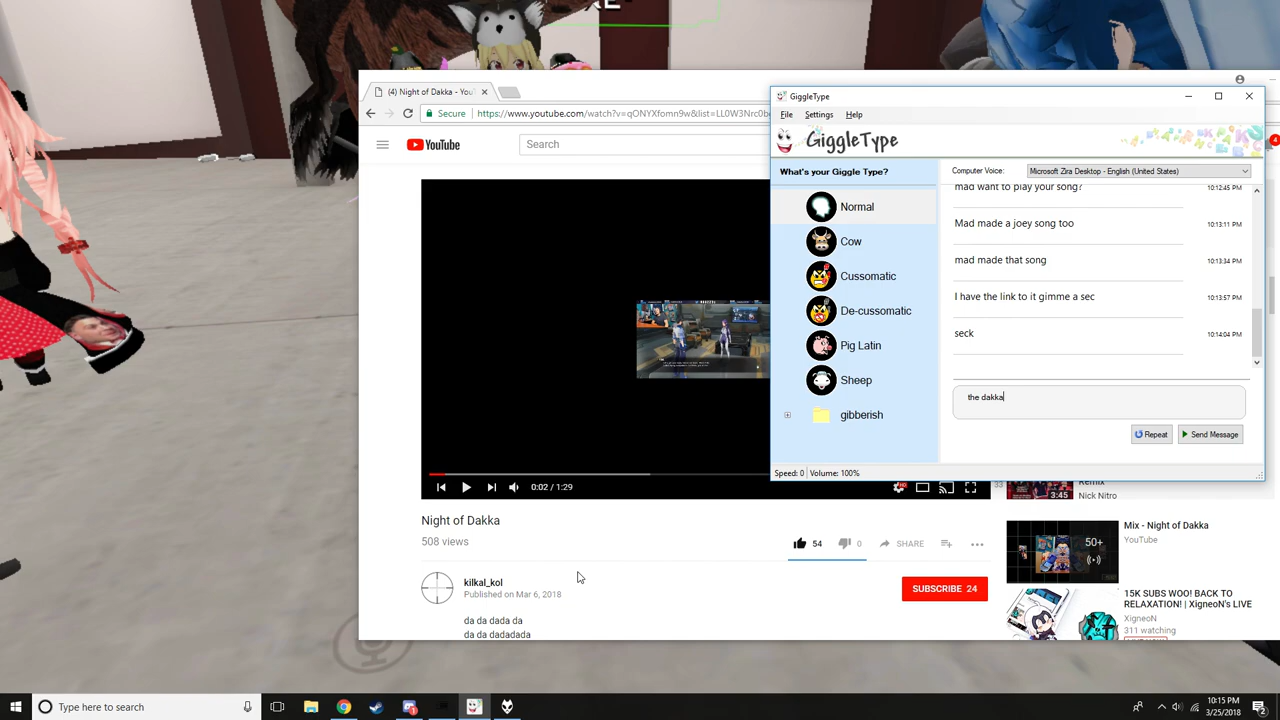 (4) Night of Dakka - You
Secure
https://www.youtube.com/watch?v=qONYXfomn9w&list=LL0W3Nrc0b
YouTube
Search
0:02 / 1:29
Night of Dakka
508 views
54
0
SHARE
kilkal_kol
Published on Mar 6, 2018
SUBSCRIBE 24
da da dada da
da da dadadada
GiggleType
File Settings Help
GiggleType
What's your Giggle Type?
Normal
Cow
Cussomatic
De-cussomatic
Pig Latin
Sheep
gibberish
Computer Voice:
Microsoft Zira Desktop - English (United States)
mad want to play your song? 10:12:45 PM
Mad made a joey song too 10:13:11 PM
mad made that song 10:13:34 PM
I have the link to it gimme a sec 10:13:57 PM
seck 10:14:04 PM
the dakka
Repeat
Send Message
Speed: 0 Volume: 100%
4
33
Remix
Nick Nitro
3:45
50+
Mix - Night of Dakka
YouTube
15K SUBS WOO! BACK TO
RELAXATION! | XigneoN's LIVE
XigneoN
311 watching
Type here to search
10:15 PM
3/25/2018
2